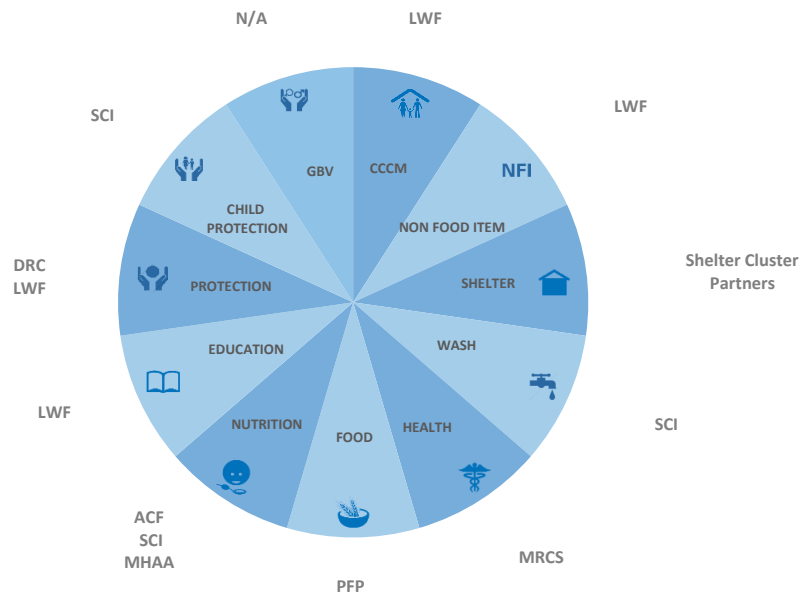 N/A
LWF
SCI
LWF
GBV
CCCM
NFI
CHILD
PROTECTION
NON FOOD ITEM
DRC
LWF
PROTECTION
SHELTER
Shelter Cluster
Partners
EDUCATION
WASH
LWF
NUTRITION
FOOD
HEALTH
SCI
ACF
SCI
MHAA
PFP
MRCS